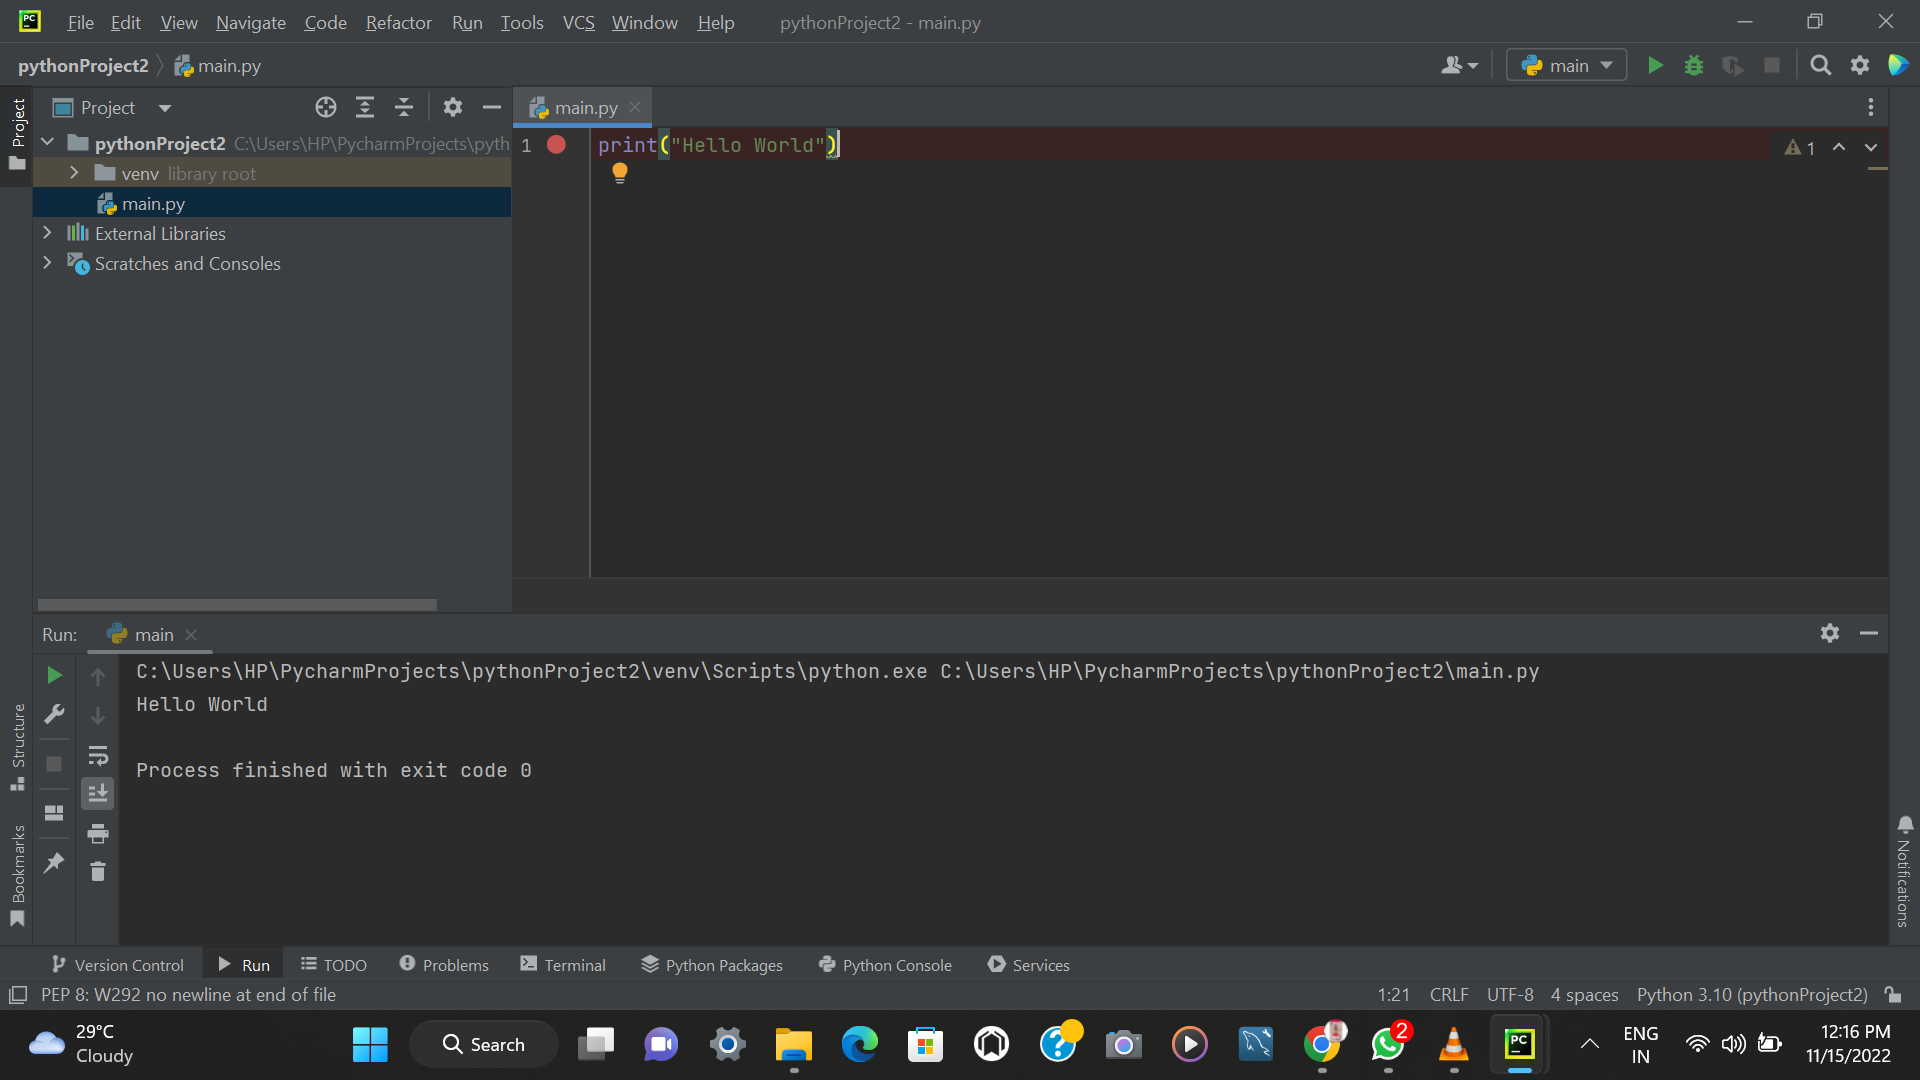 File Edit View Navigate Code Refactor Run Tools VCS Window Help pythonProject2 - main.py
pythonProject2 main.py
main
Project
Project
main.py
pythonProject2 C:\Users\HP\PycharmProjects\pyth
venv library root
main.py
External Libraries
Scratches and Consoles
1 print("Hello World")
1
Run: main
C:\Users\HP\PycharmProjects\pythonProject2\venv\Scripts\python.exe C:\Users\HP\PycharmProjects\pythonProject2\main.py
Hello World
Process finished with exit code 0
Structure
Bookmarks
Notifications
Version Control Run TODO Problems Terminal Python Packages Python Console Services
PEP 8: W292 no newline at end of file 1:21 CRLF UTF-8 4 spaces Python 3.10 (pythonProject2)
29°C
Cloudy
Search
2
PC
ENG
IN
12:16 PM
11/15/2022